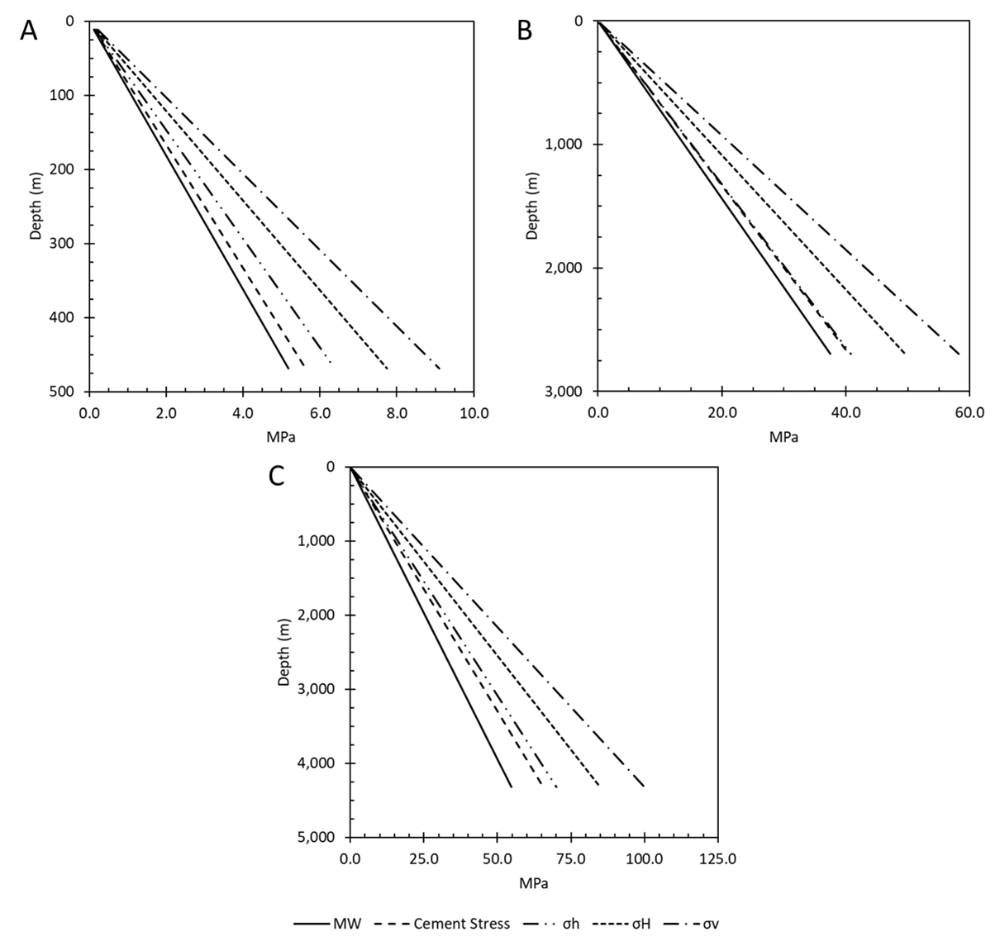 A
0
100
200
300
400
500
Depth (m)
0.0 2.0 4.0 6.0 8.0 10.0
MPa
B
0
1,000
2,000
3,000
Depth (m)
0.0 20.0 40.0 60.0
MPa
C
0
1,000
2,000
3,000
4,000
5,000
Depth (m)
0.0 25.0 50.0 75.0 100.0 125.0
MPa
MW Cement Stress σh σH σv